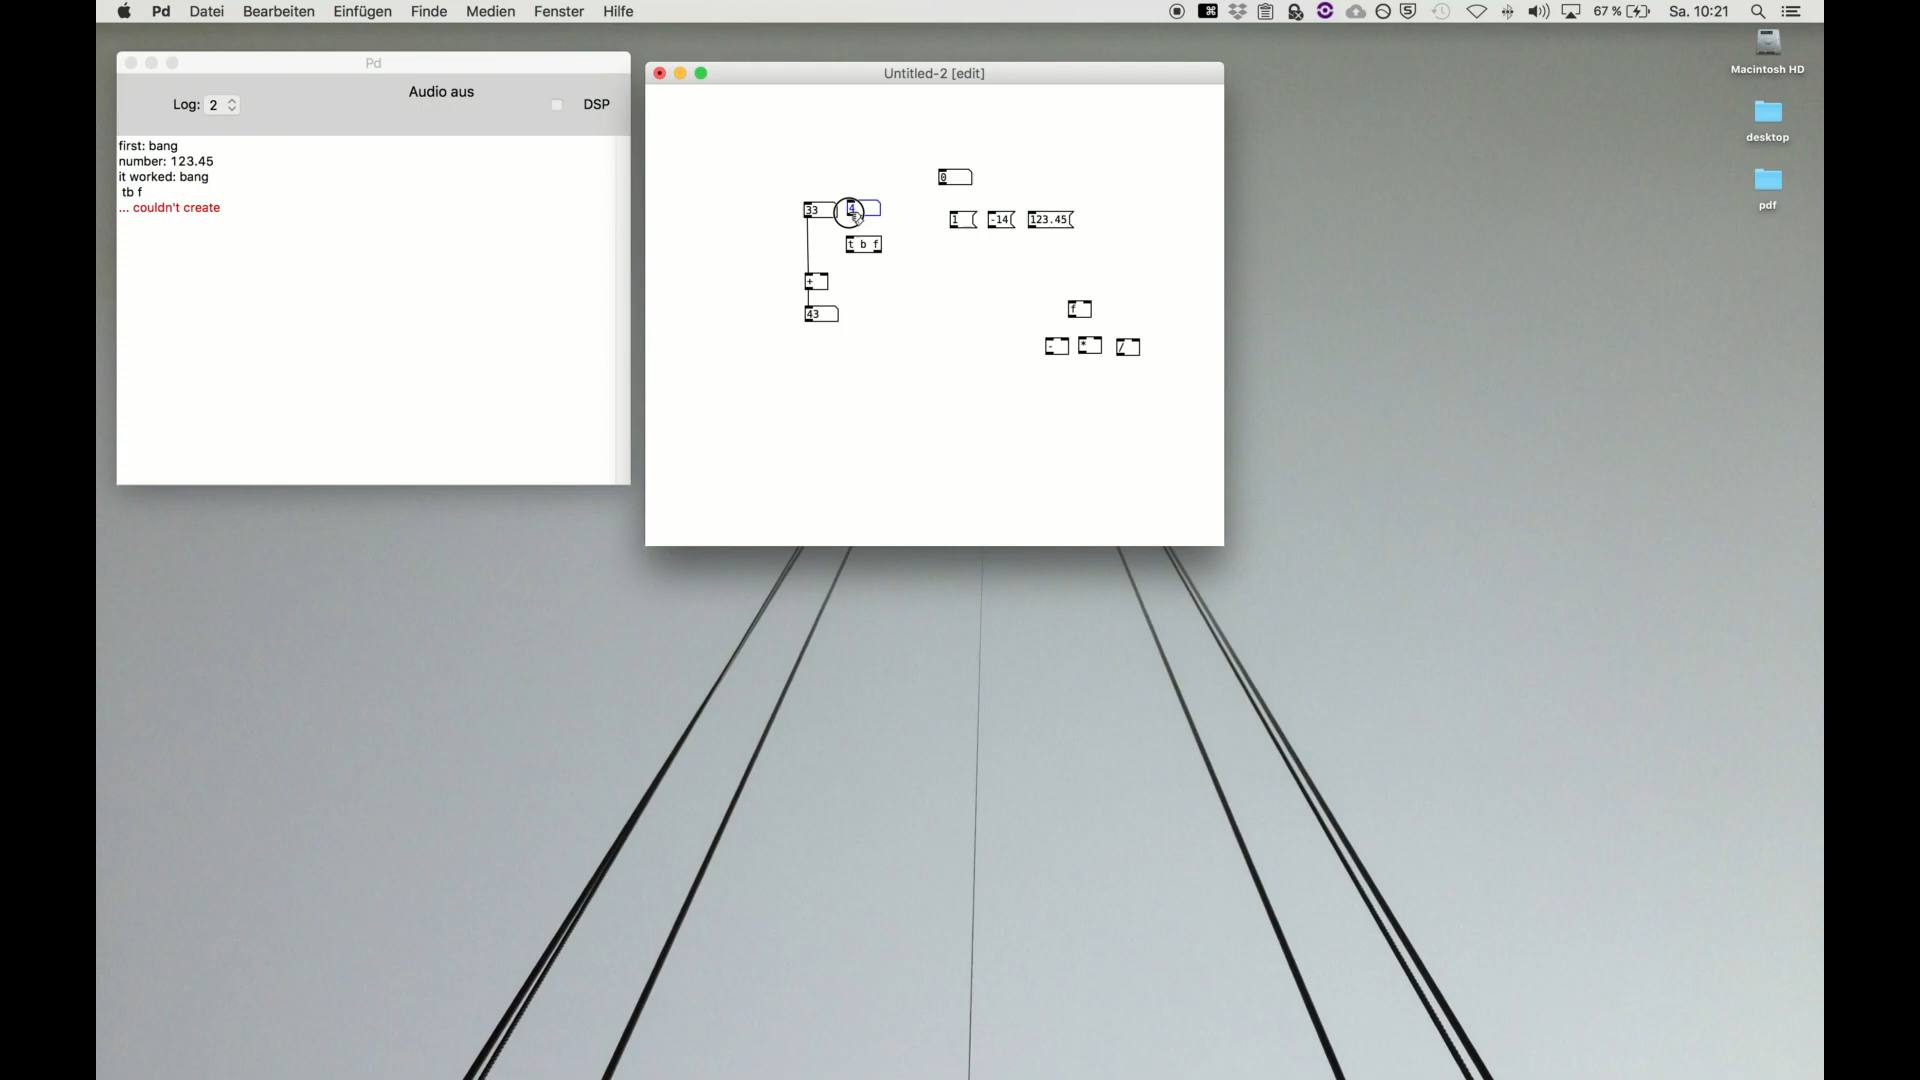 Pd Datei Bearbeiten Einfügen Finde Medien Fenster Hilfe 67 % Sa. 10:21
Macintosh HD
desktop
pdf
Pd
Audio aus
Log: 2 DSP
first: bang
number: 123.45
it worked: bang
tb f
... couldn't create
Untitled-2 [edit]
0
33 4
1 -14 123.45
t b f
+
43
f
- * /